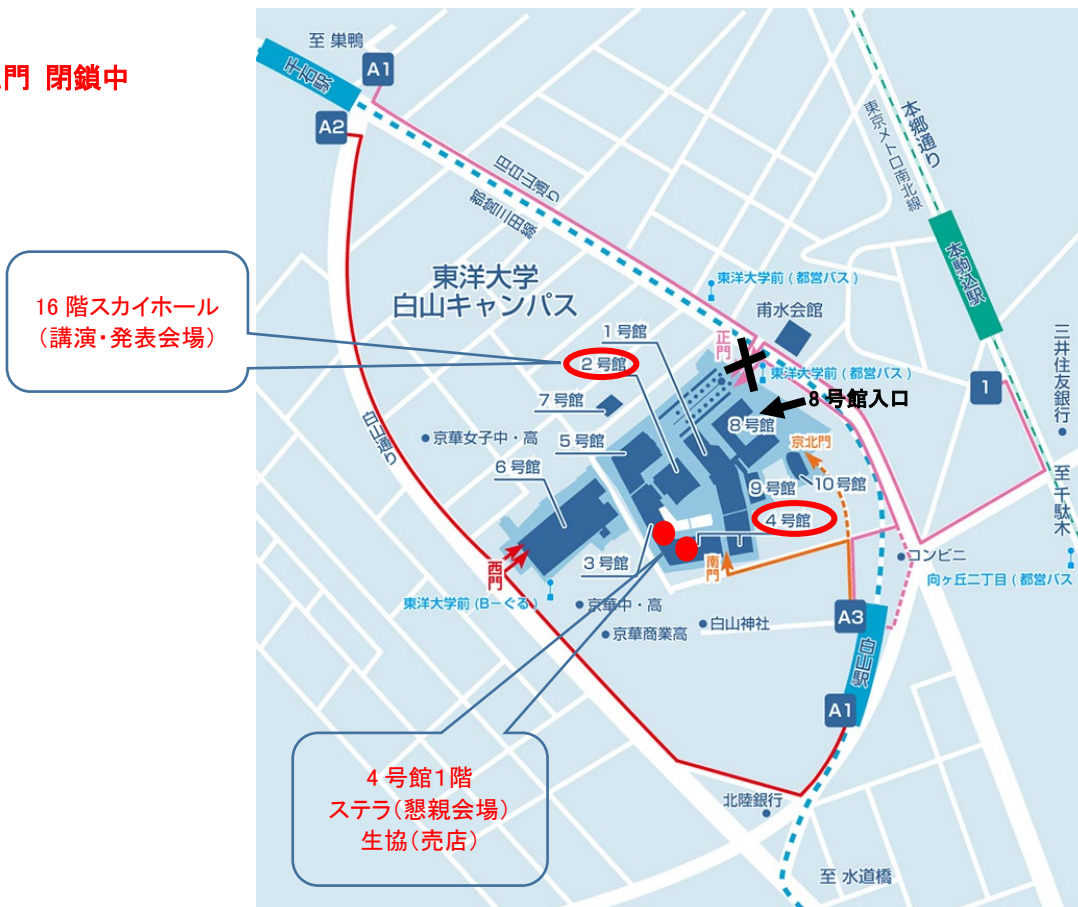 門 閉鎖中
至 巣鴨
A1
千石駅
A2
旧白山通り
都営三田線
本郷通り
東京メトロ南北線
本駒込駅
16 階スカイホール
（講演・発表会場）
東洋大学
白山キャンパス
東洋大学前 ( 都営バス )
甫水会館
1 号館
正門
2 号館
東洋大学前 ( 都営バス )
三井住友銀行
1
8 号館入口
7 号館
8 号館
白山通り
京華女子中・高
5 号館
京北門
6 号館
9 号館
10 号館
至 千駄木
4 号館
3 号館
南門
コンビニ
西門
向ヶ丘二丁目 ( 都営バス
東洋大学前 (B－ぐる )
京華中・高
A3
白山神社
京華商業高
白山駅
A1
4 号館１階
ステラ（懇親会場）
生協（売店）
北陸銀行
至 水道橋